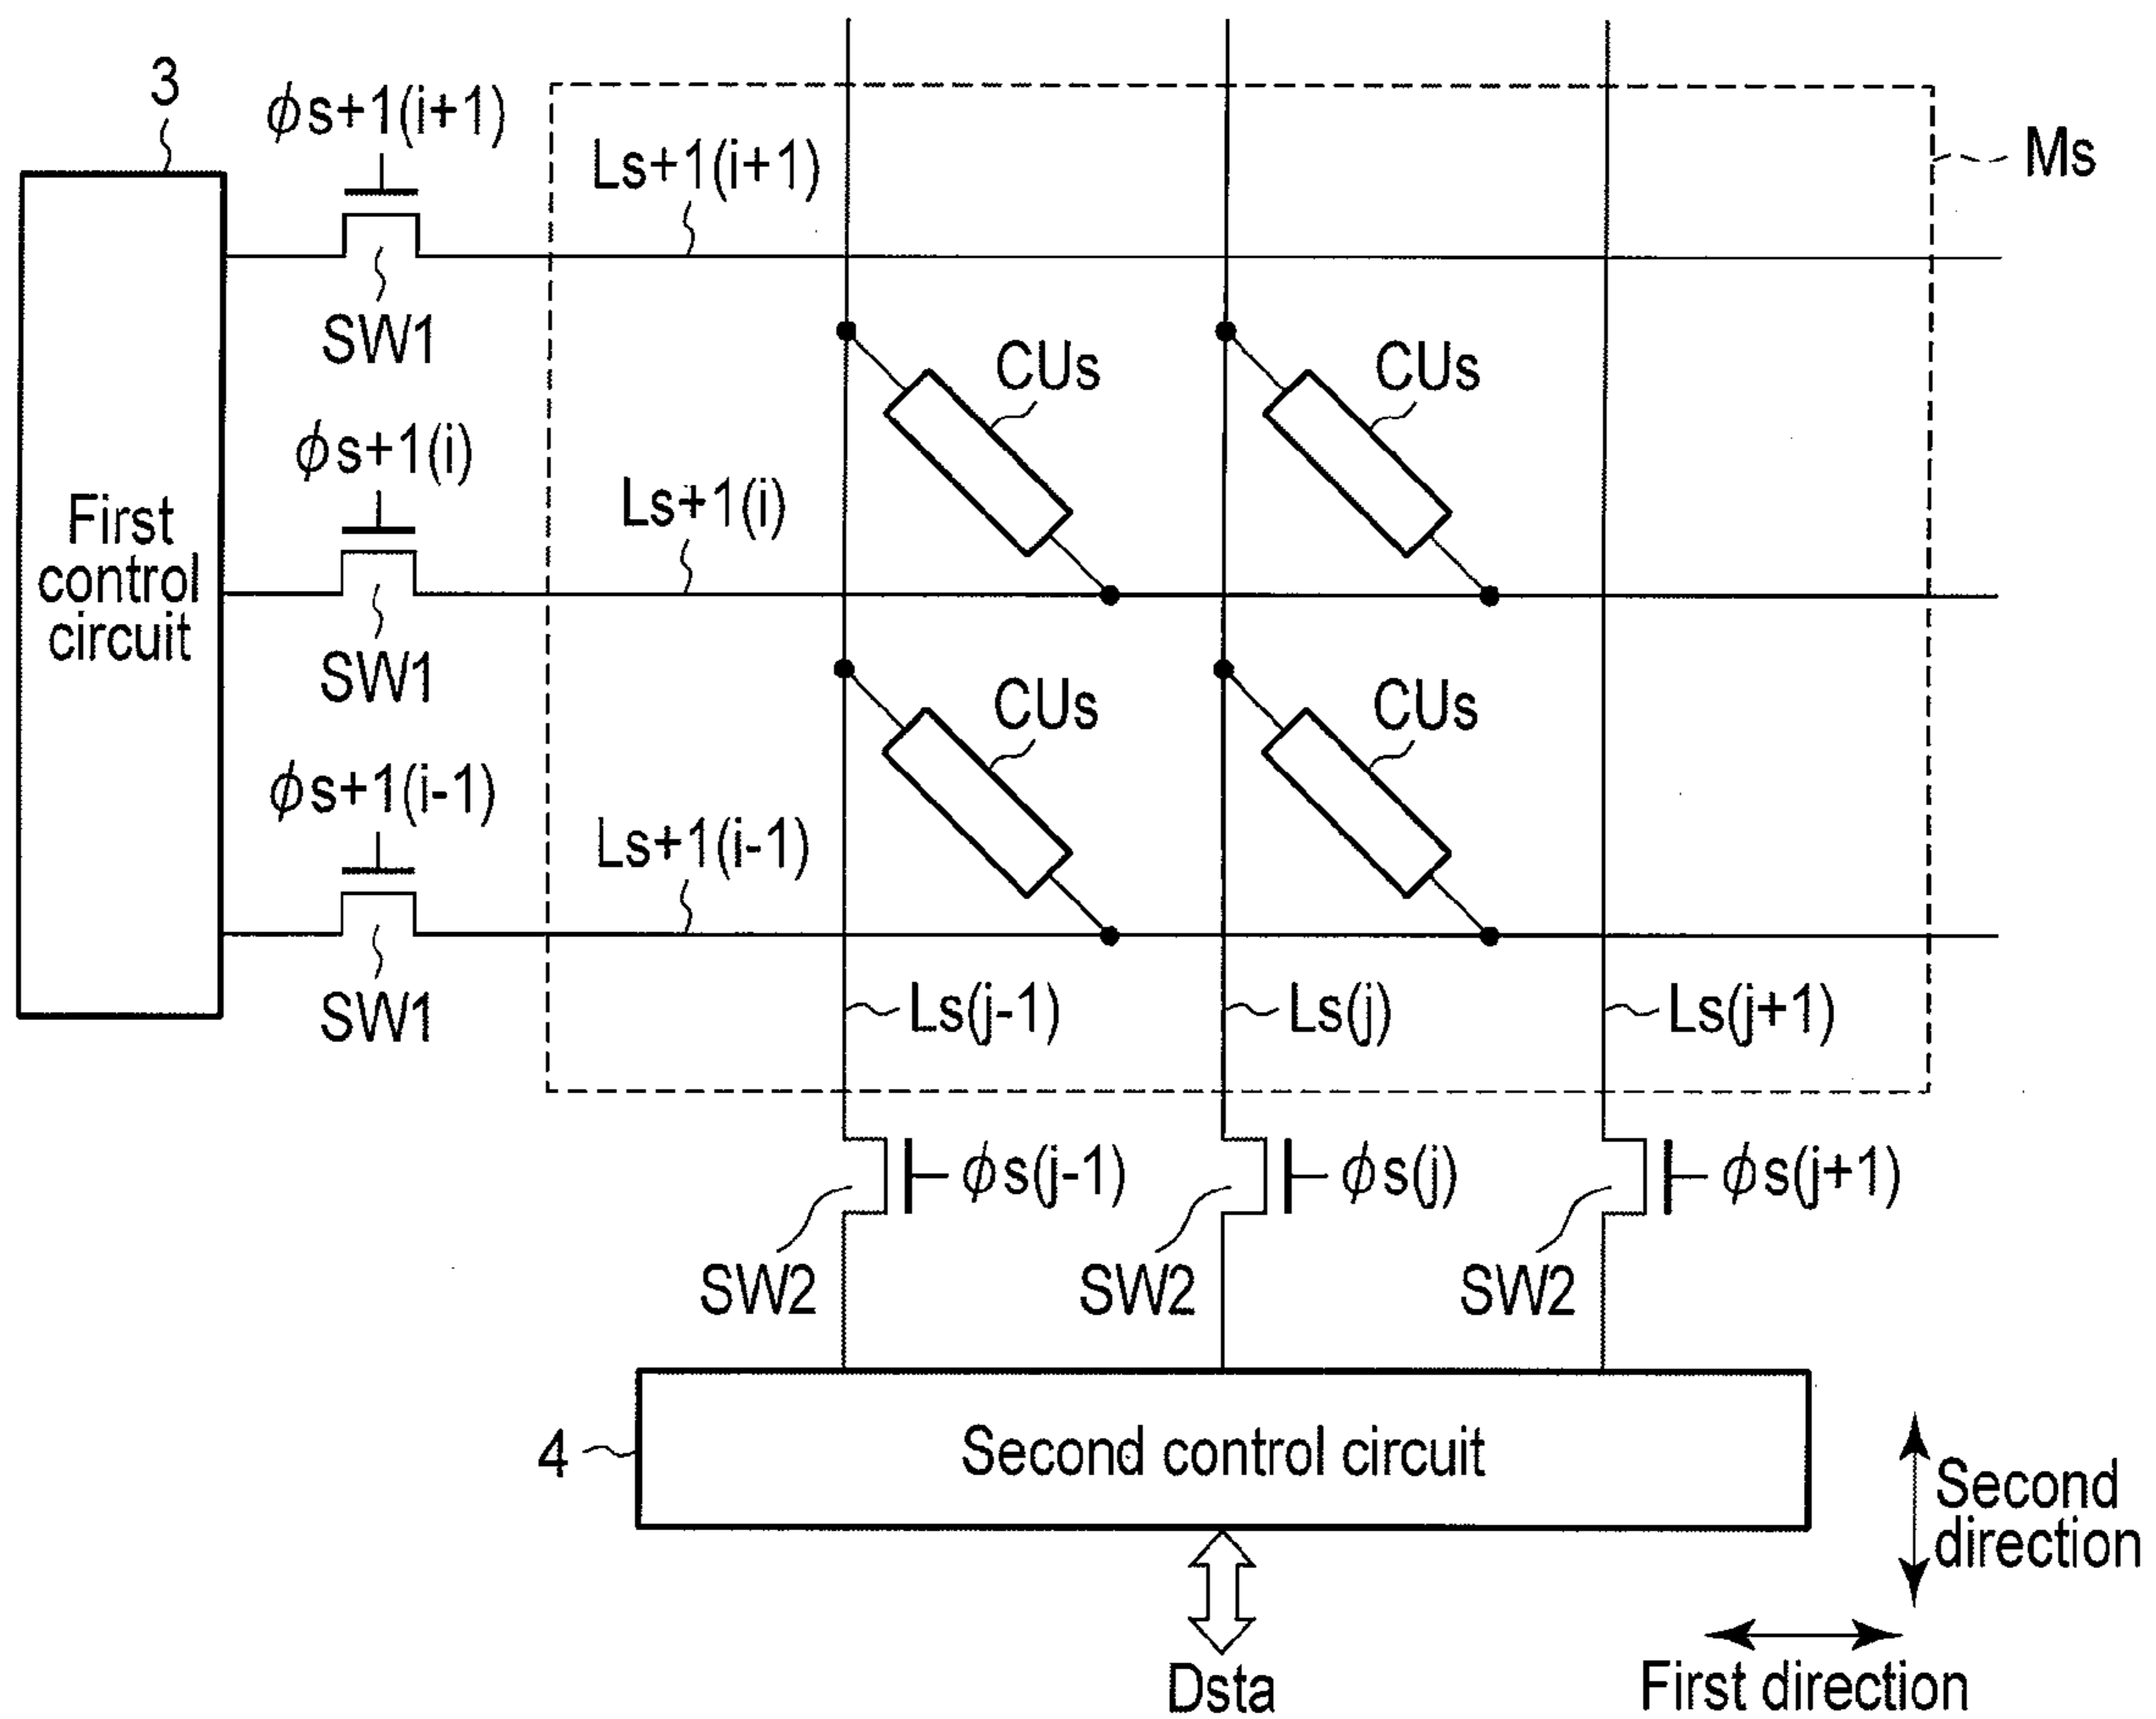 3
ϕs+1(i+1)
Ls+1(i+1)
Ms
SW1
CUs
CUs
ϕs+1(i)
Ls+1(i)
First
control
circuit
SW1
CUs
CUs
ϕs+1(i-1)
Ls+1(i-1)
SW1
Ls(j-1)
Ls(j)
Ls(j+1)
ϕs(j-1)
ϕs(j)
ϕs(j+1)
SW2
SW2
SW2
4
Second control circuit
Second
direction
Dsta
First direction